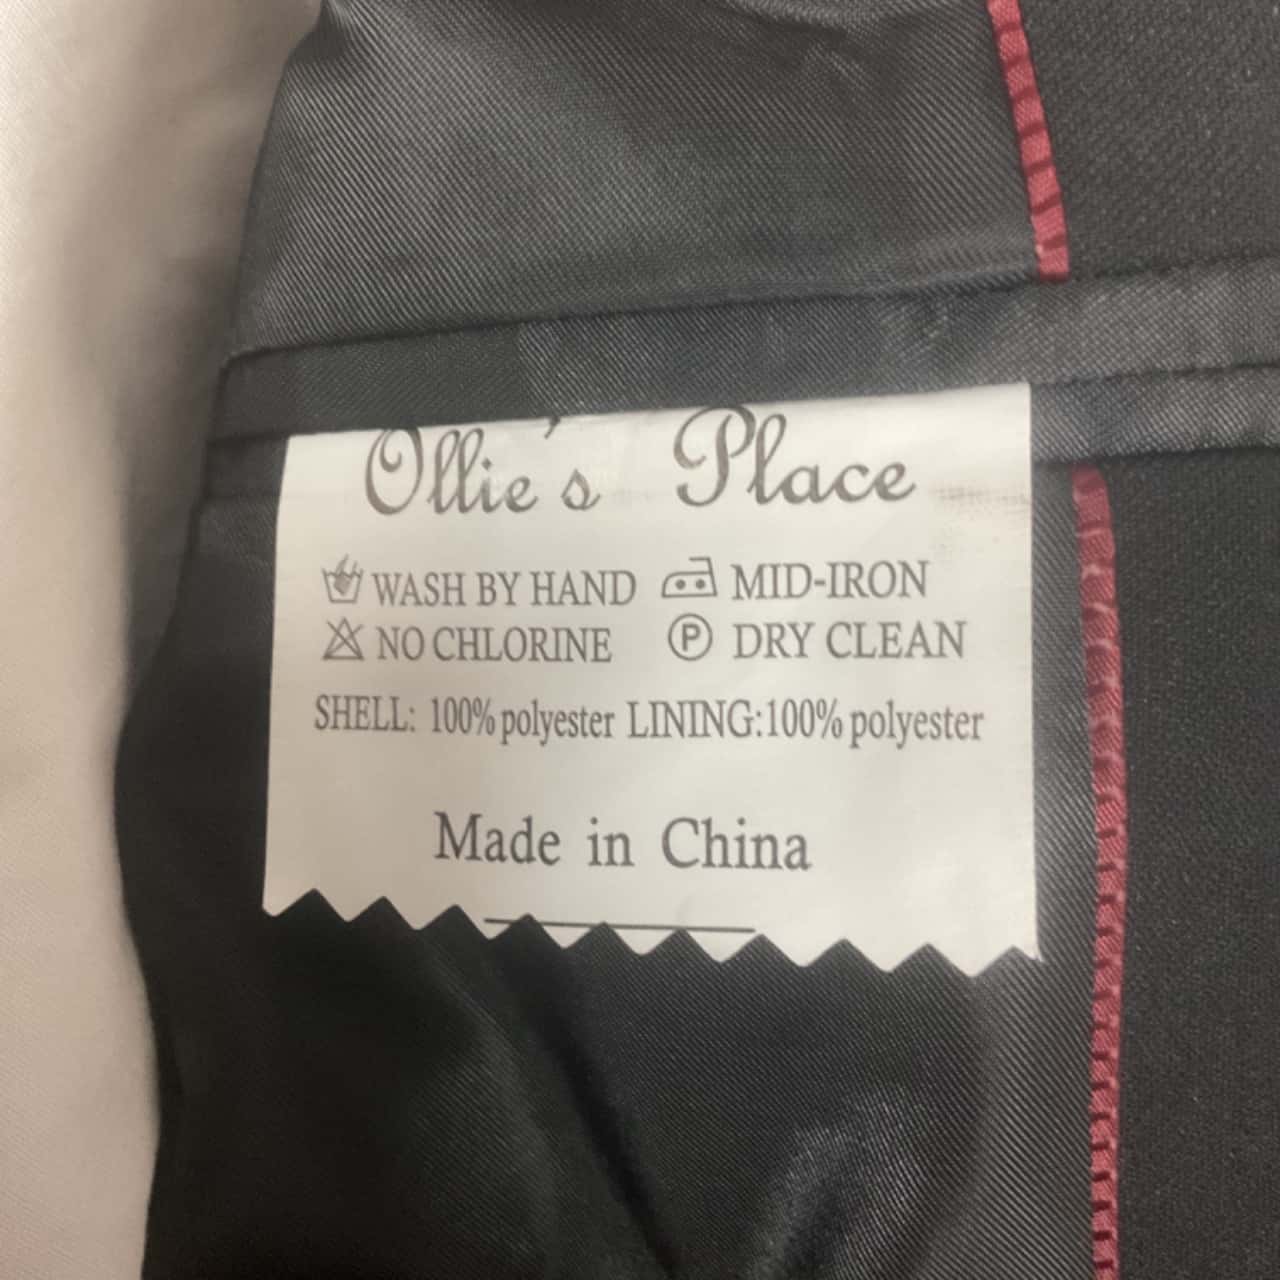 Ollie's Place
WASH BY HAND MID-IRON
NO CHLORINE P DRY CLEAN
SHELL: 100% polyester LINING:100% polyester
Made in China